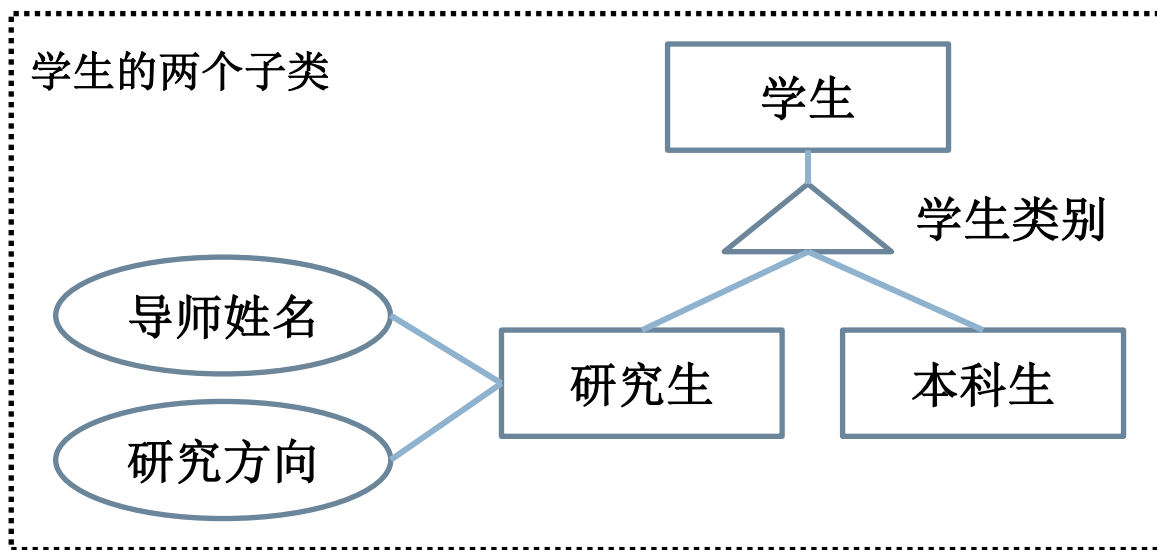 学生的两个子类
学生
学生类别
导师姓名
研究生
本科生
研究方向